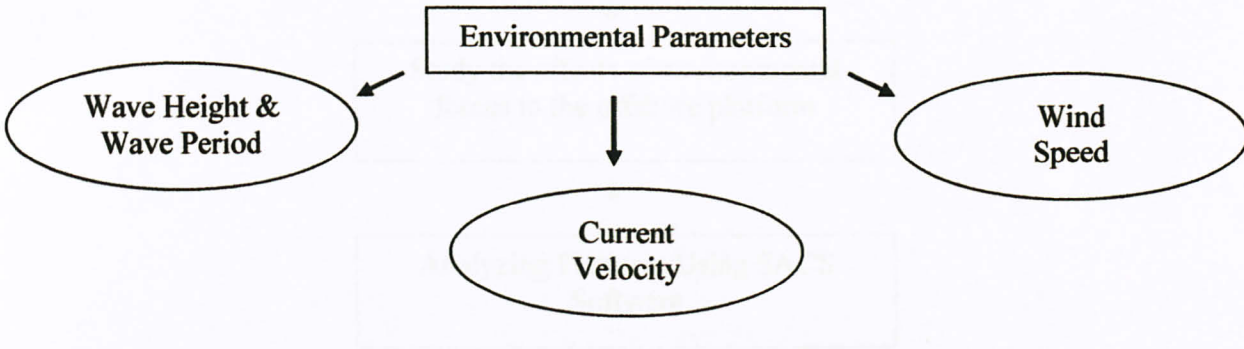 Environmental Parameters
Wave Height &
Wave Period
Wind
Speed
Current
Velocity